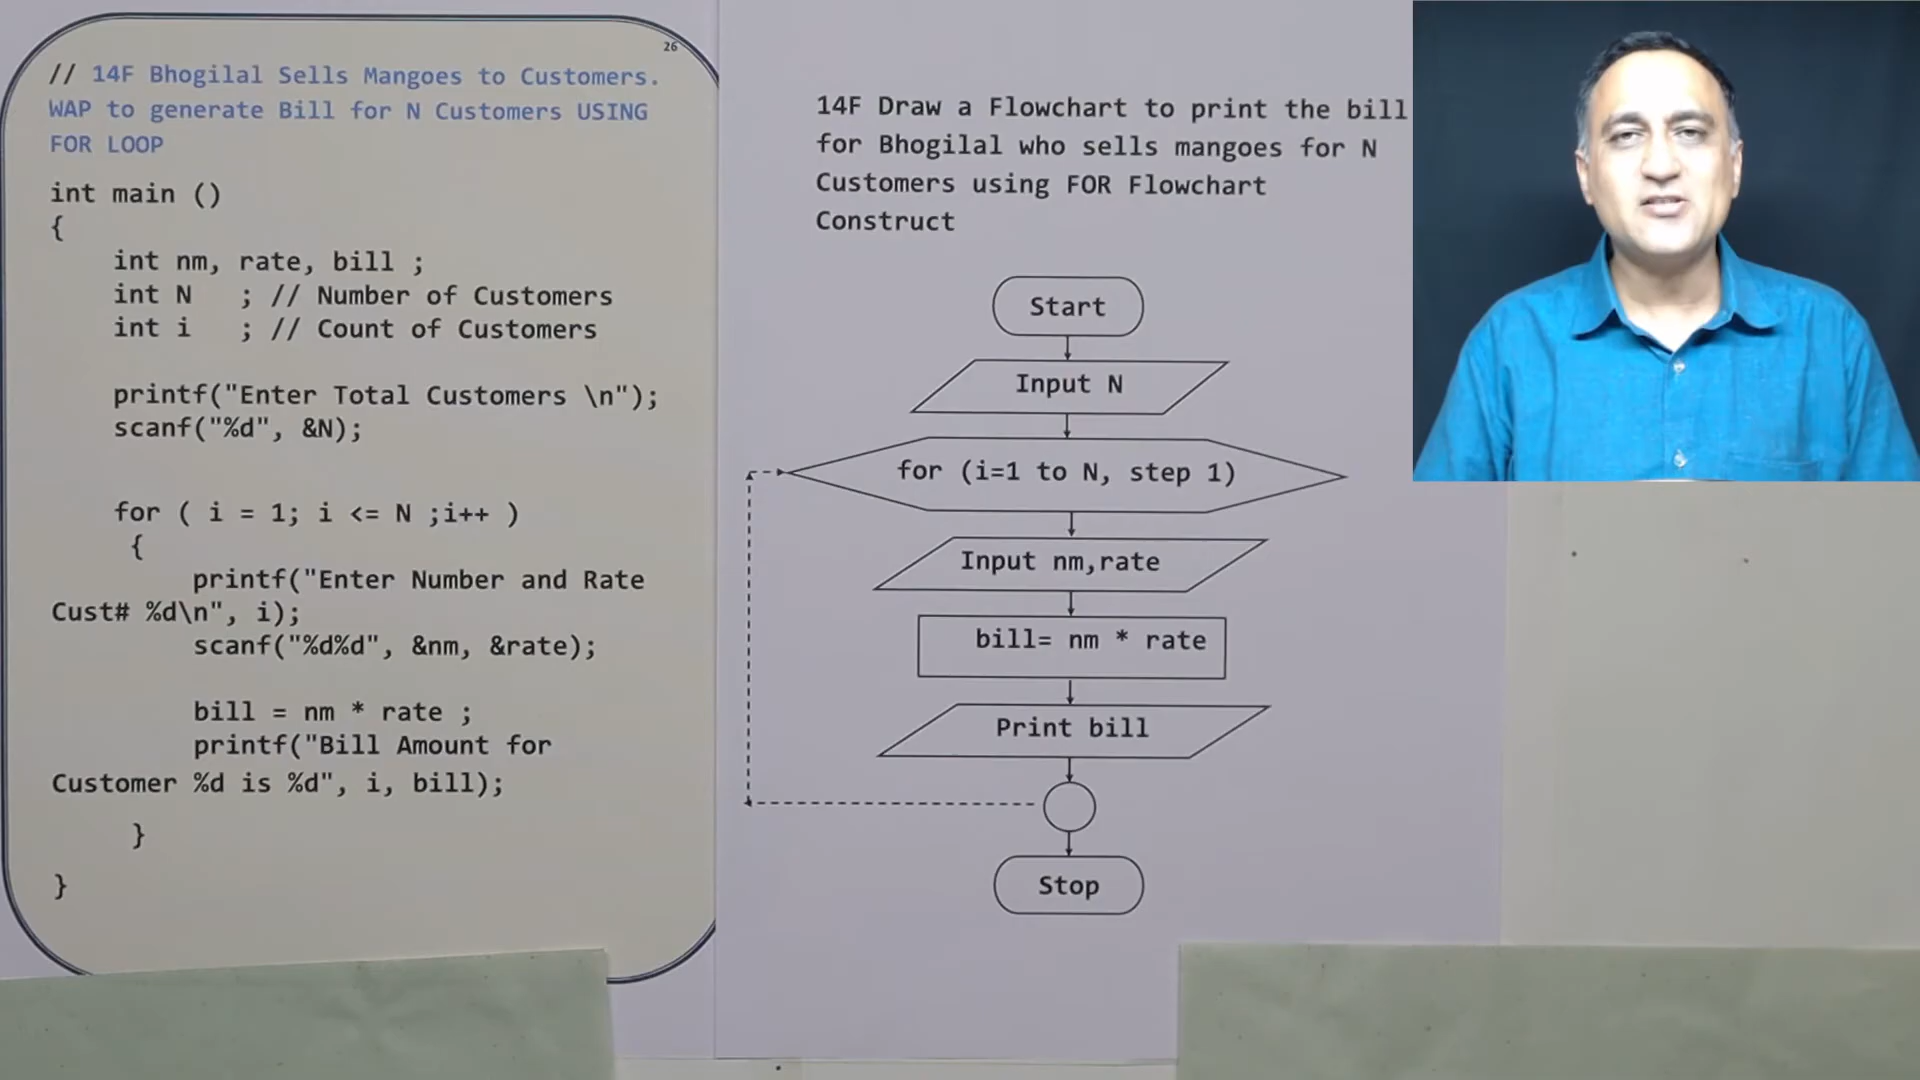 26
// 14F Bhogilal Sells Mangoes to Customers.
WAP to generate Bill for N Customers USING
FOR LOOP
int main ()
{
int nm, rate, bill ;
int N ; // Number of Customers
int i ; // Count of Customers
printf("Enter Total Customers \n");
scanf("%d", &N);
for ( i = 1; i <= N ;i++ )
{
printf("Enter Number and Rate
Cust# %d\n", i);
scanf("%d%d", &nm, &rate);
bill = nm * rate ;
printf("Bill Amount for
Customer %d is %d", i, bill);
}
}
14F Draw a Flowchart to print the bill
for Bhogilal who sells mangoes for N
Customers using FOR Flowchart
Construct
Start
Input N
for (i=1 to N, step 1)
Input nm,rate
bill= nm * rate
Print bill
Stop